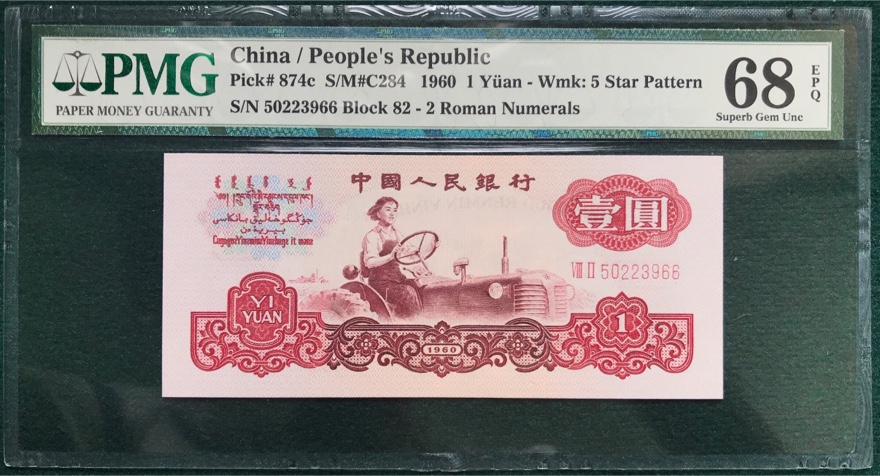 PMG
PAPER MONEY GUARANTY
China / People's Republic
Pick# 874c S/M#C284 1960 1 Yüan - Wmk: 5 Star Pattern
S/N 50223966 Block 82 - 2 Roman Numerals
68
EPQ
Superb Gem Unc
中國人民銀行
壹圓
VIII II 50223966
YI
YUAN
1960
1